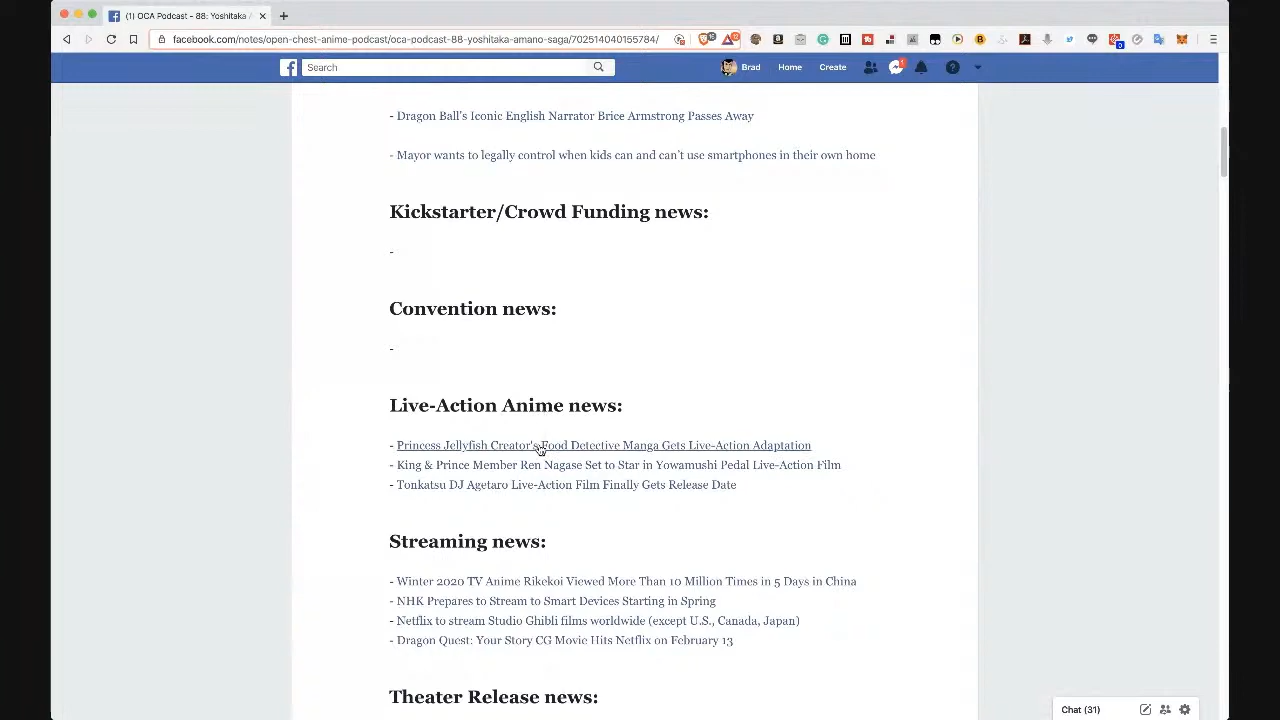 (1) OCA Podcast - 88: Yoshitaka
facebook.com/notes/open-chest-anime-podcast/oca-podcast-88-yoshitaka-amano-saga/702514040155784/
Search
Brad Home Create
- Dragon Ball's Iconic English Narrator Brice Armstrong Passes Away
- Mayor wants to legally control when kids can and can't use smartphones in their own home
Kickstarter/Crowd Funding news:
-
Convention news:
-
Live-Action Anime news:
- Princess Jellyfish Creator's Food Detective Manga Gets Live-Action Adaptation
- King & Prince Member Ren Nagase Set to Star in Yowamushi Pedal Live-Action Film
- Tonkatsu DJ Agetaro Live-Action Film Finally Gets Release Date
Streaming news:
- Winter 2020 TV Anime Rikekoi Viewed More Than 10 Million Times in 5 Days in China
- NHK Prepares to Stream to Smart Devices Starting in Spring
- Netflix to stream Studio Ghibli films worldwide (except U.S., Canada, Japan)
- Dragon Quest: Your Story CG Movie Hits Netflix on February 13
Theater Release news:
Chat (31)